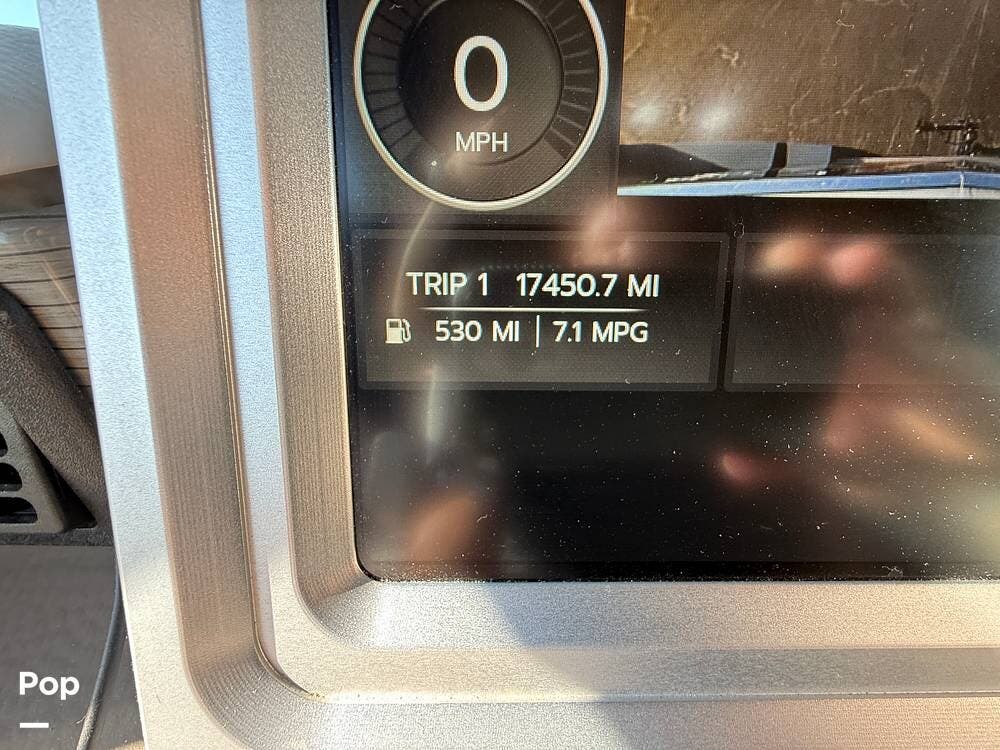 0
MPH
TRIP 1 17450.7 MI
530 MI | 7.1 MPG
Pop